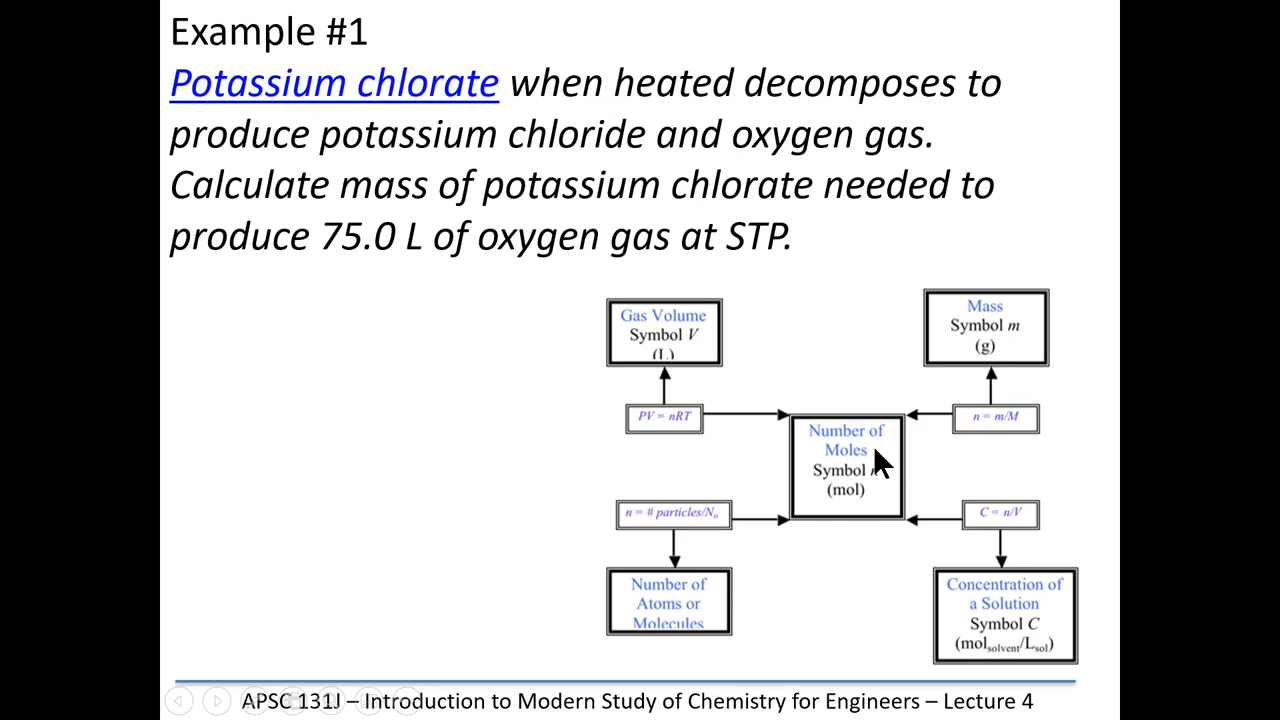 Example #1
Potassium chlorate when heated decomposes to
produce potassium chloride and oxygen gas.
Calculate mass of potassium chlorate needed to
produce 75.0 L of oxygen gas at STP.
Gas Volume
Symbol V
(L)
Mass
Symbol m
(g)
PV = nRT
n = m/M
Number of
Moles
Symbol
(mol)
n = # particles/Nₒ
C = n/V
Number of
Atoms or
Molecules
Concentration of
a Solution
Symbol C
(molsolvent/Lsol)
APSC 131J – Introduction to Modern Study of Chemistry for Engineers – Lecture 4